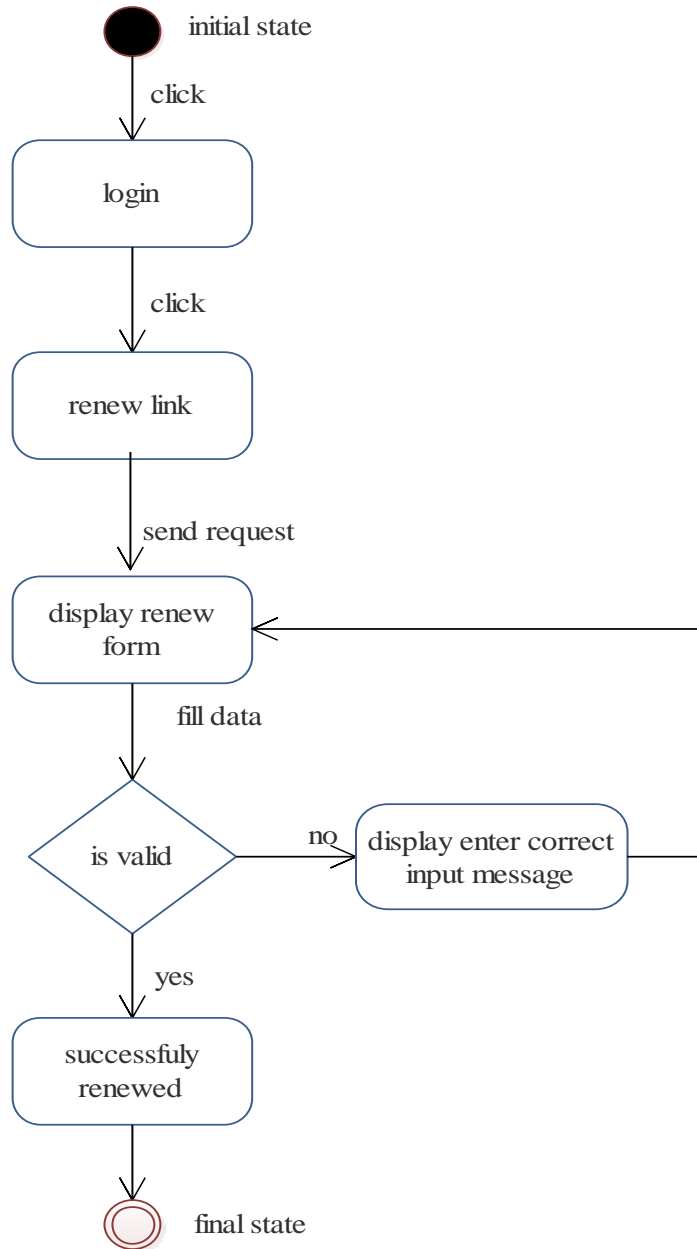 initial state
click
login
click
renew link
send request
display renew
form
fill data
is valid
no
display enter correct
input message
yes
successfuly
renewed
final state